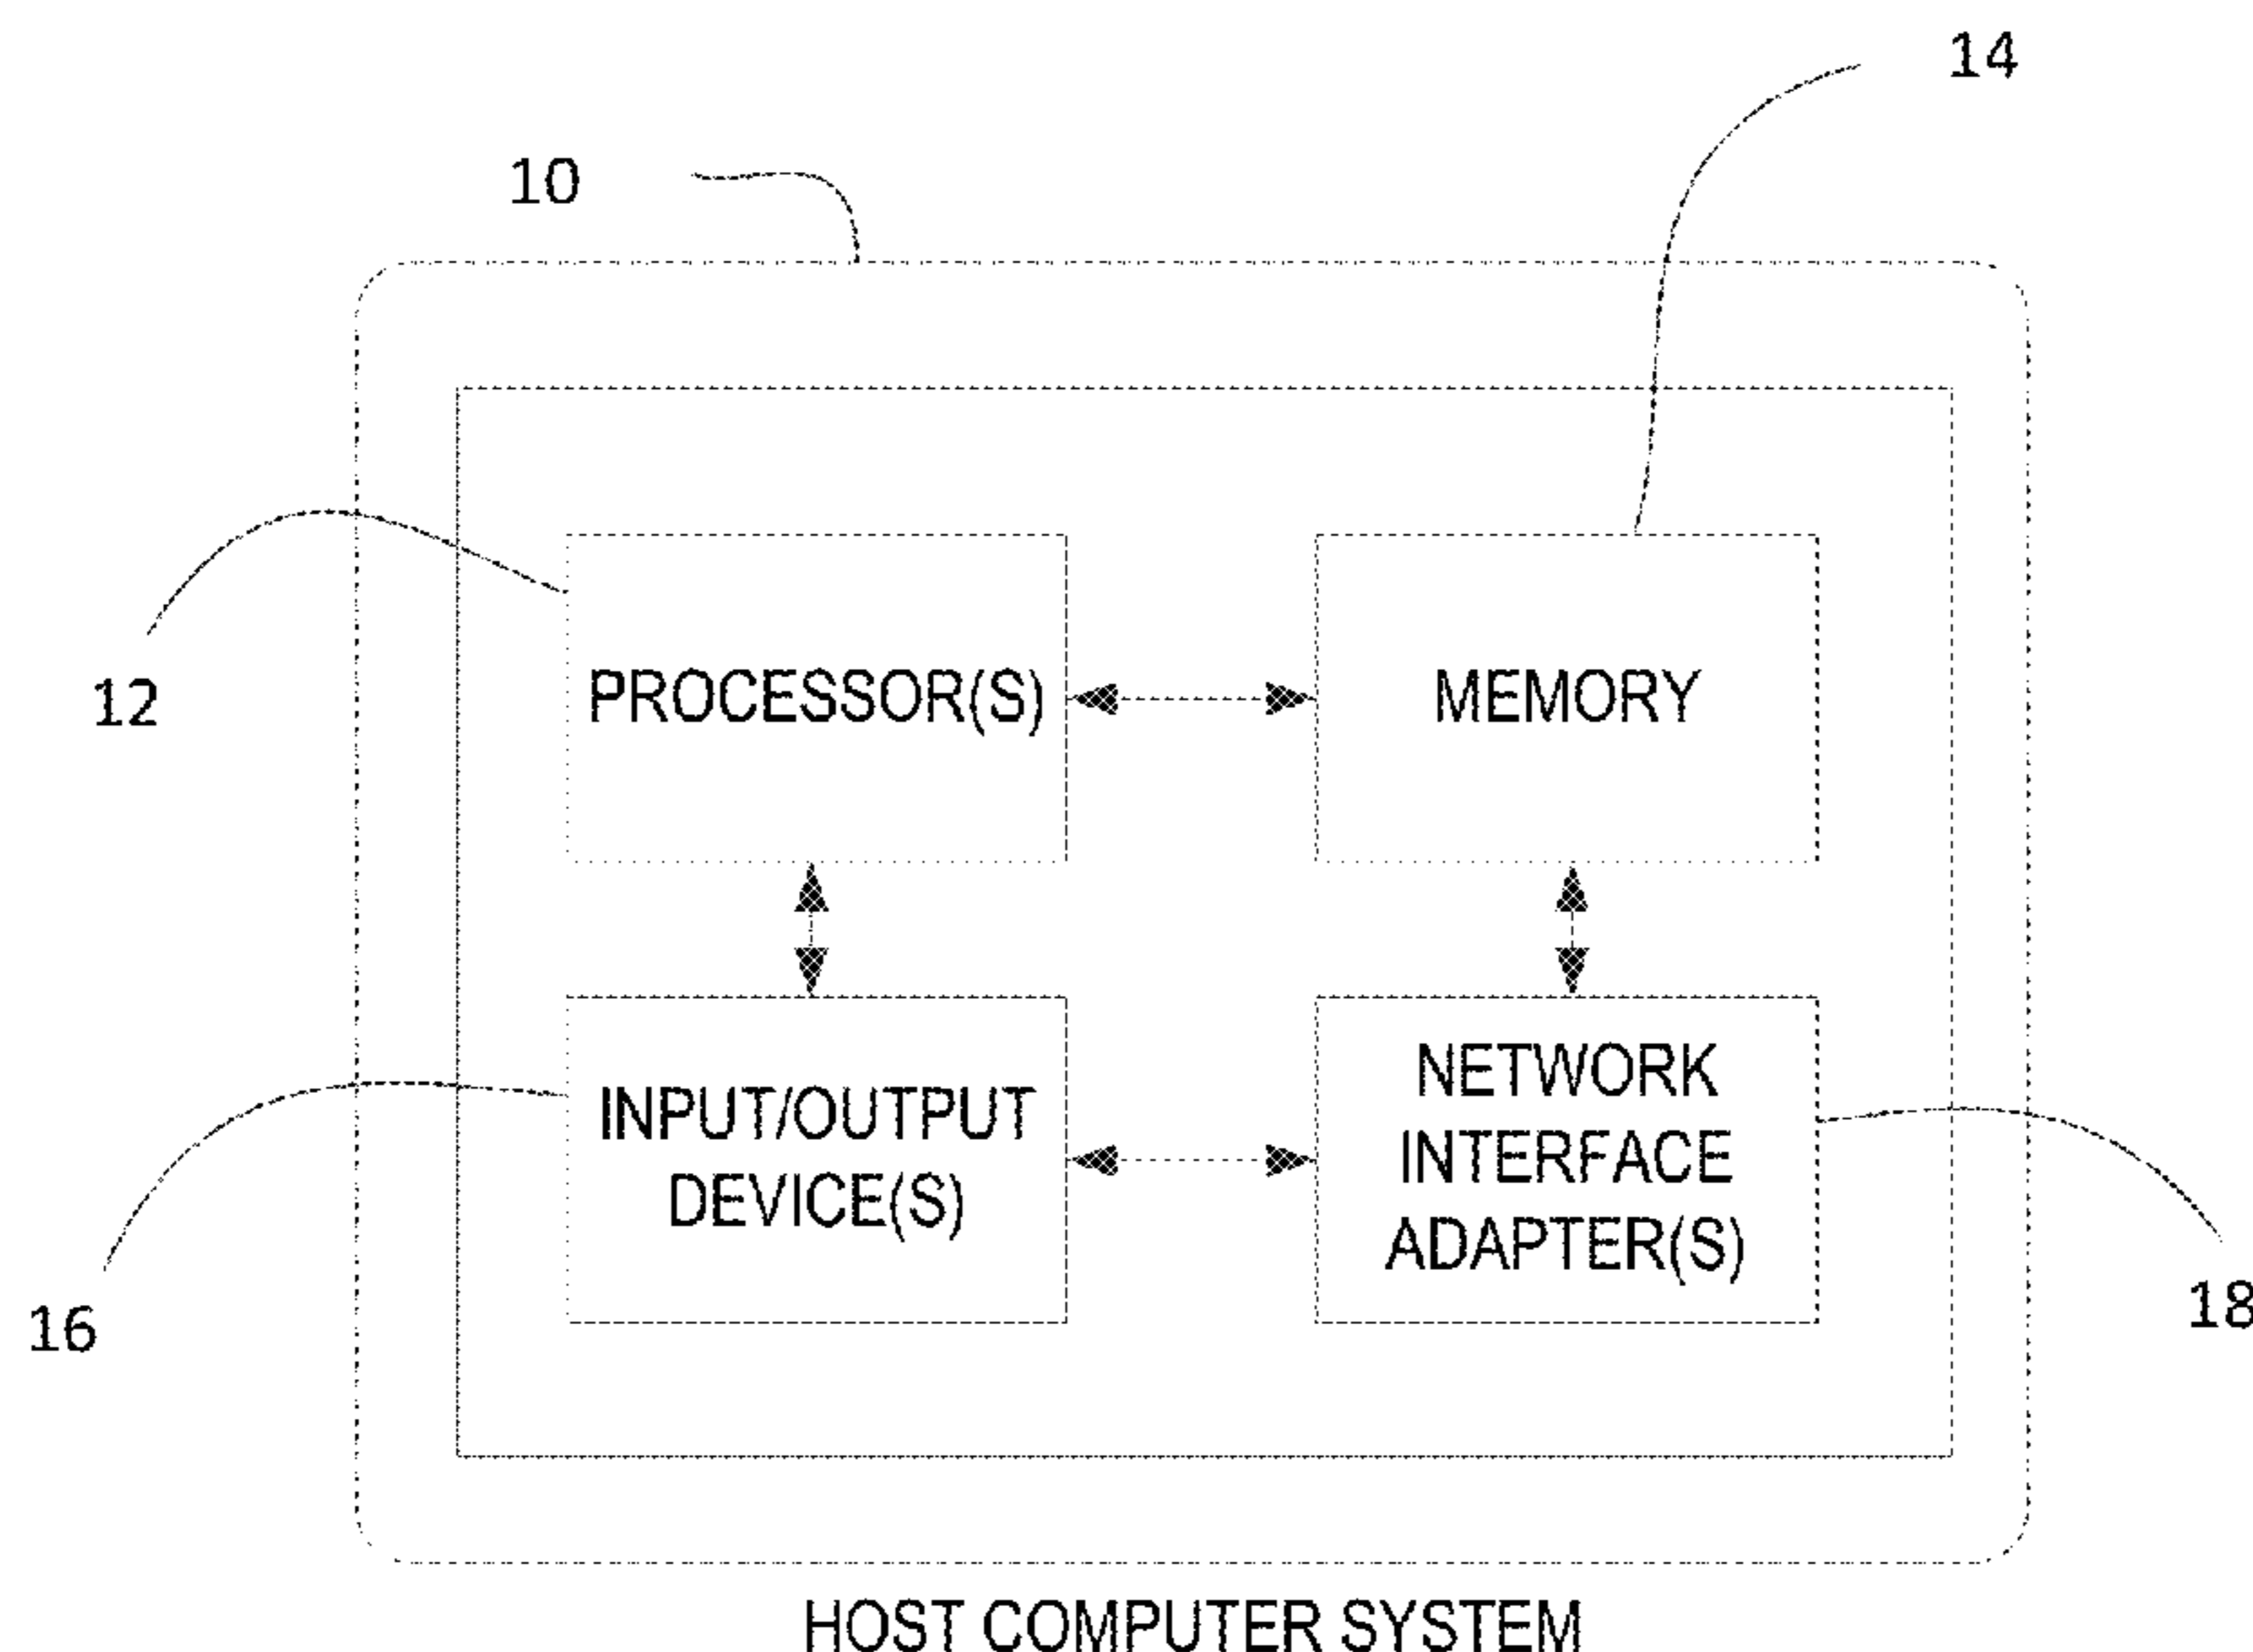 14
10
12
PROCESSOR(S)
MEMORY
INPUT/OUTPUT
DEVICE(S)
NETWORK
INTERFACE
ADAPTER(S)
16
18
HOST COMPUTER SYSTEM